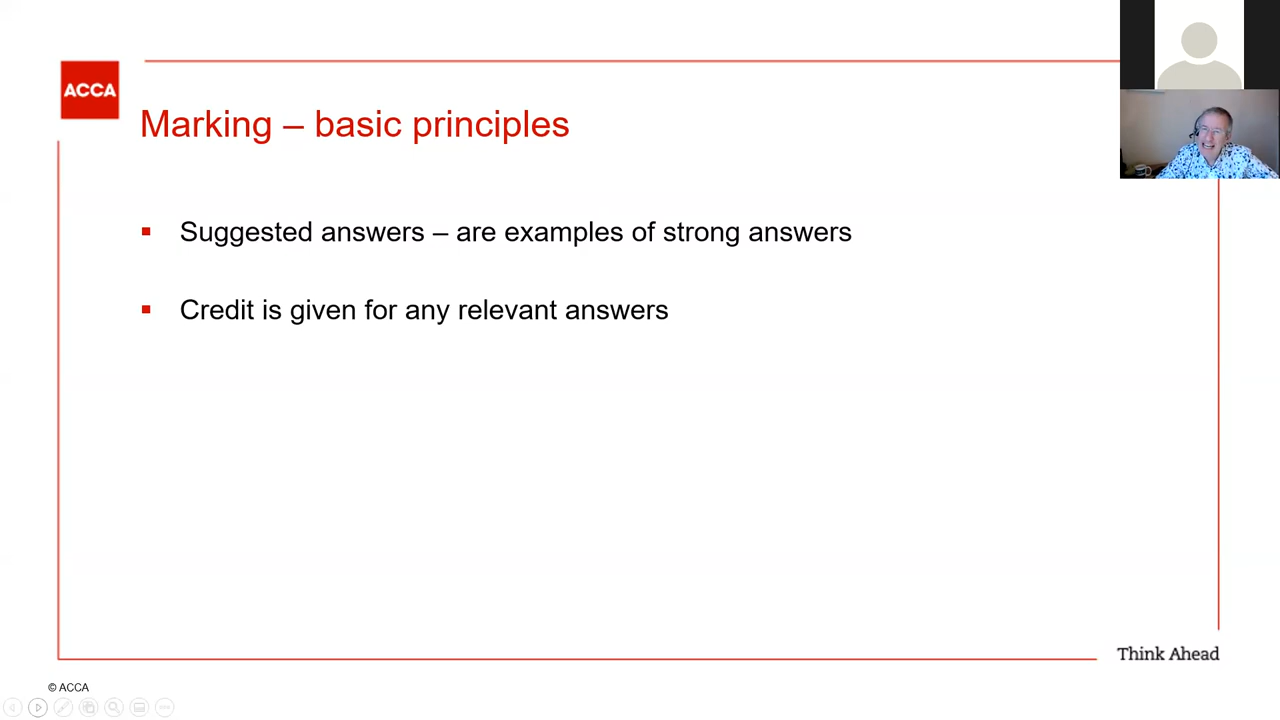 ACCA
Marking – basic principles
Suggested answers – are examples of strong answers
Credit is given for any relevant answers
Think Ahead
© ACCA